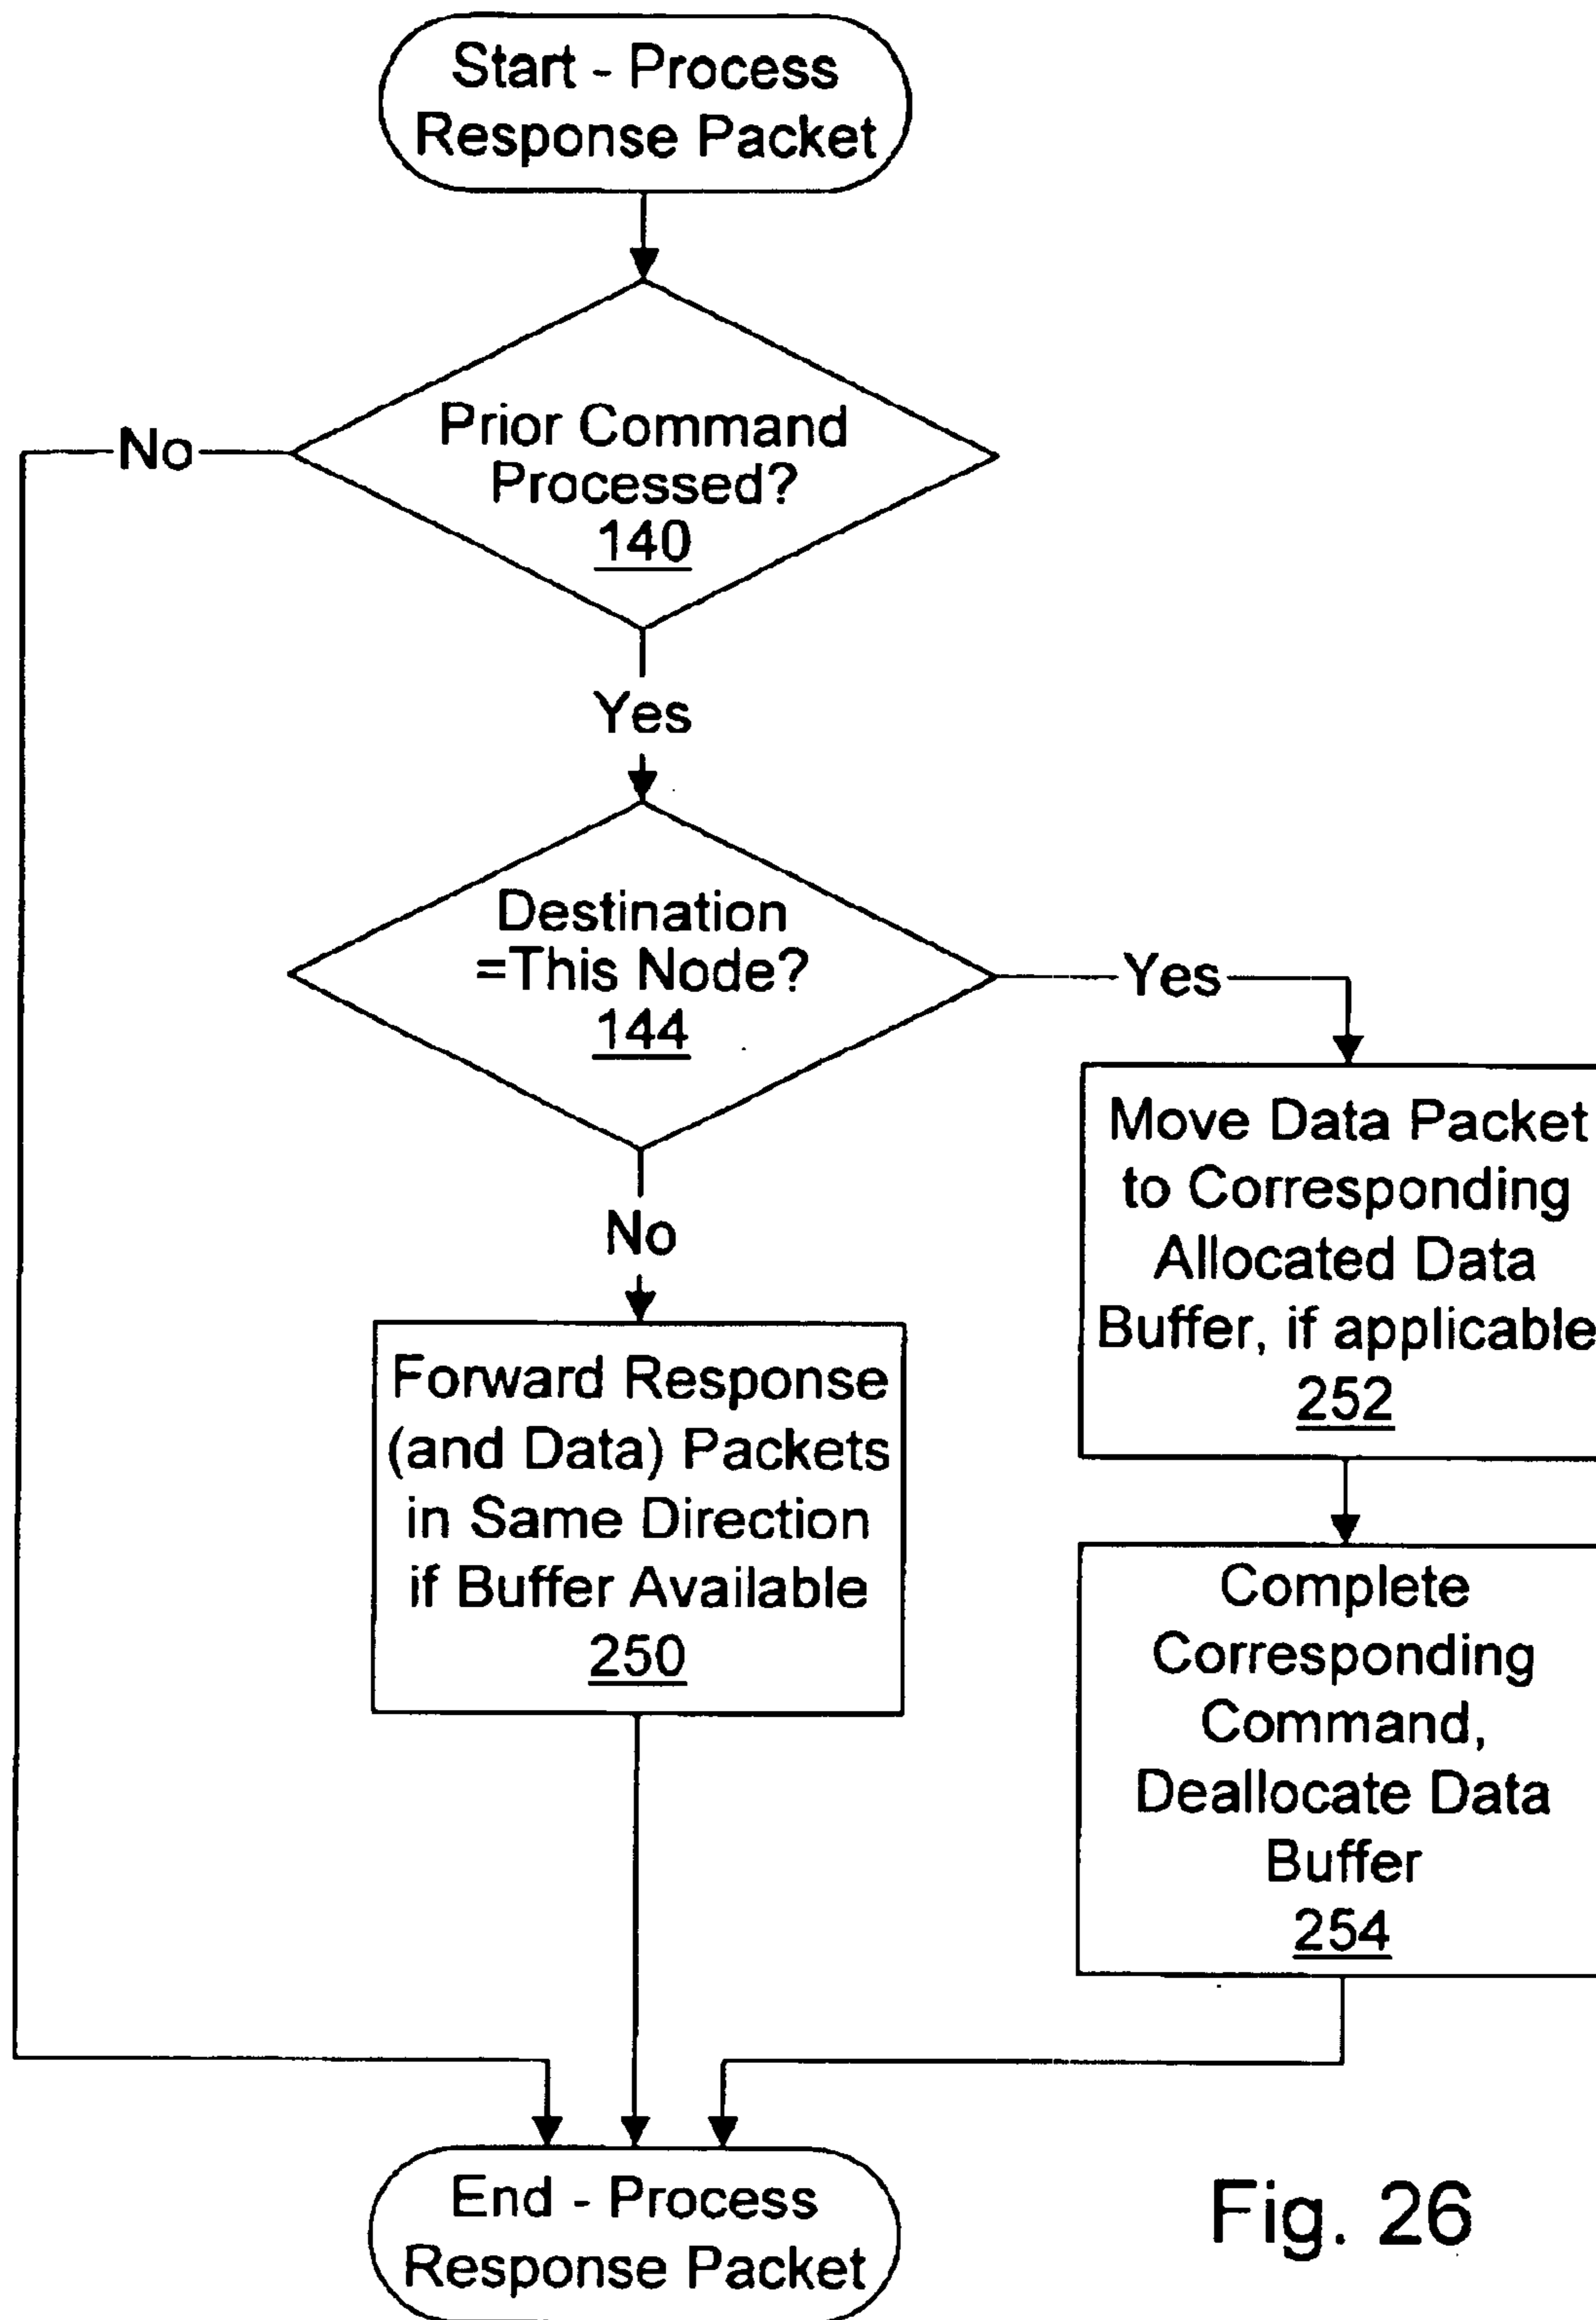 Start - Process
Response Packet
Prior Command
Processed?
140
No
Yes
Destination
=This Node?
144
Yes
No
Move Data Packet
to Corresponding
Allocated Data
Buffer, if applicable
252
Forward Response
(and Data) Packets
in Same Direction
if Buffer Available
250
Complete
Corresponding
Command,
Deallocate Data
Buffer
254
End - Process
Response Packet
Fig. 26